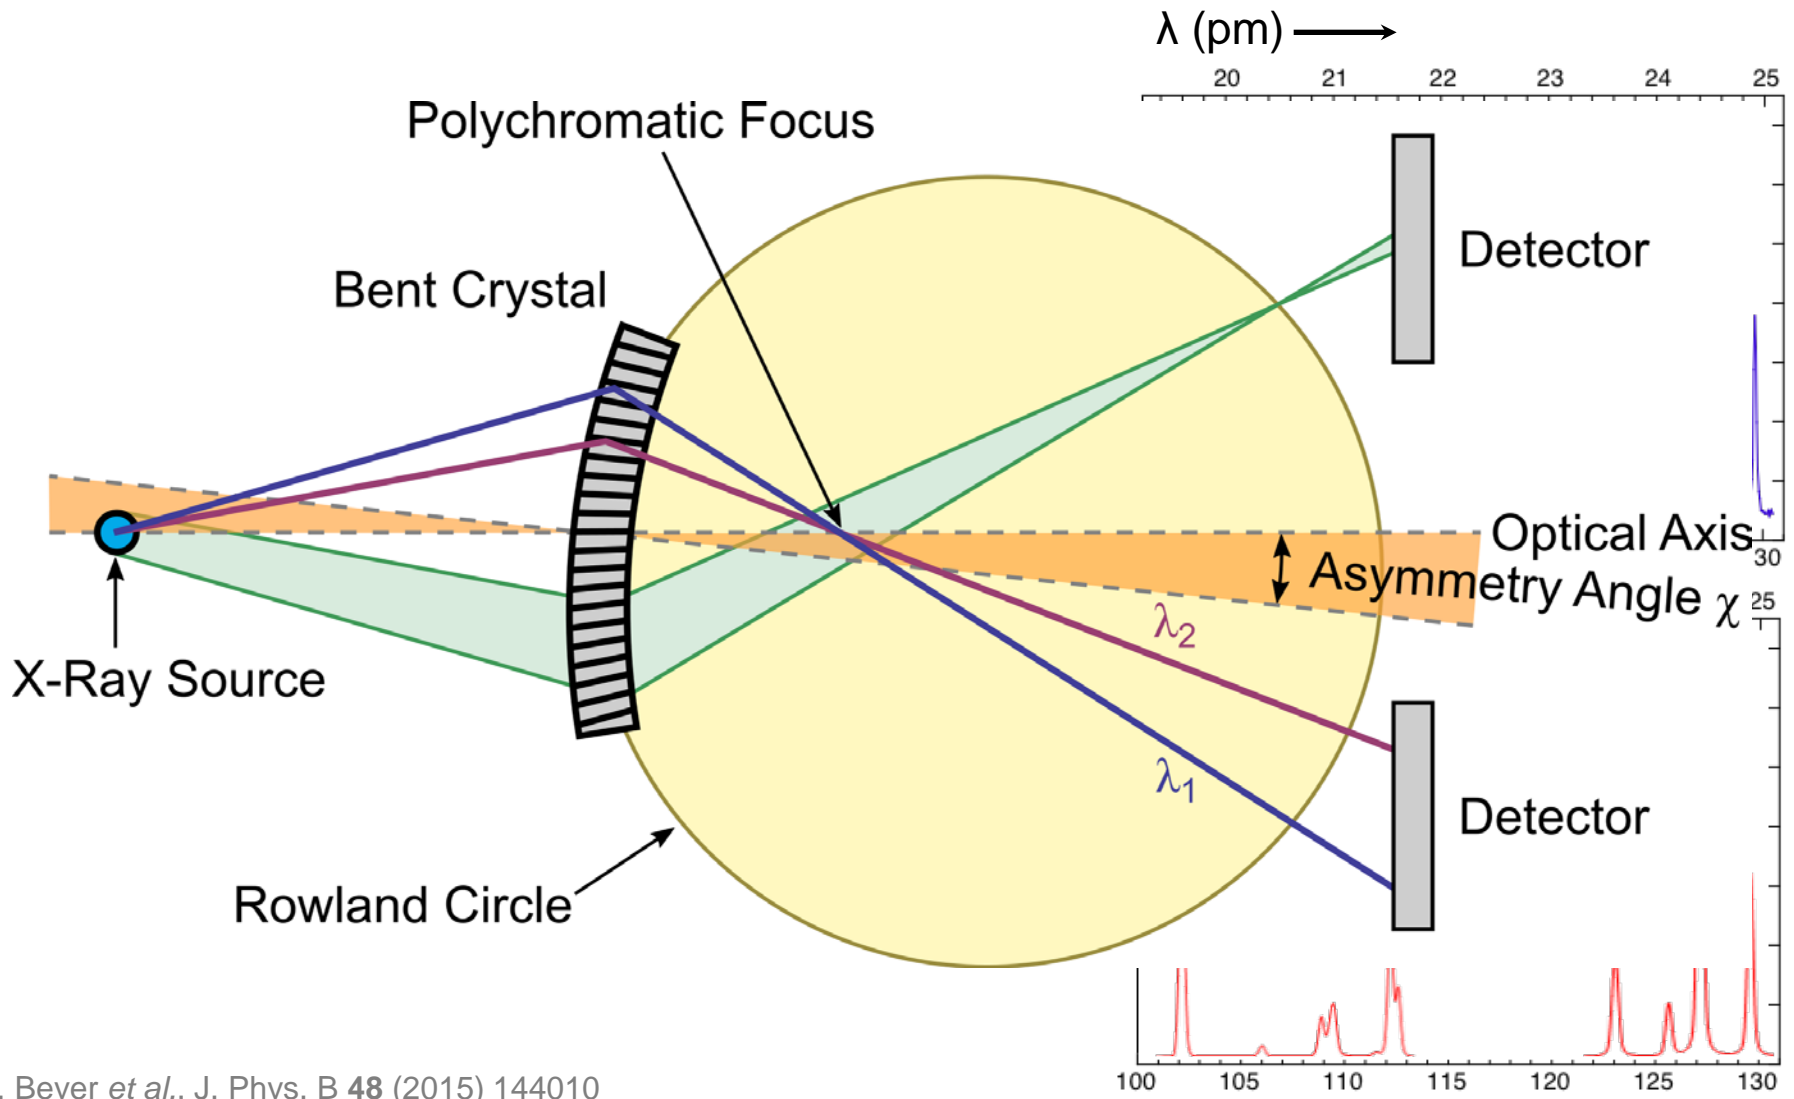 λ (pm)
20 21 22 23 24 25
Polychromatic Focus
Detector
Bent Crystal
Optical Axis
30
Asymmetry Angle χ
25
λ2
X-Ray Source
λ1
Detector
Rowland Circle
100 105 110 115 120 125 130
. Beyer et al., J. Phys. B 48 (2015) 144010